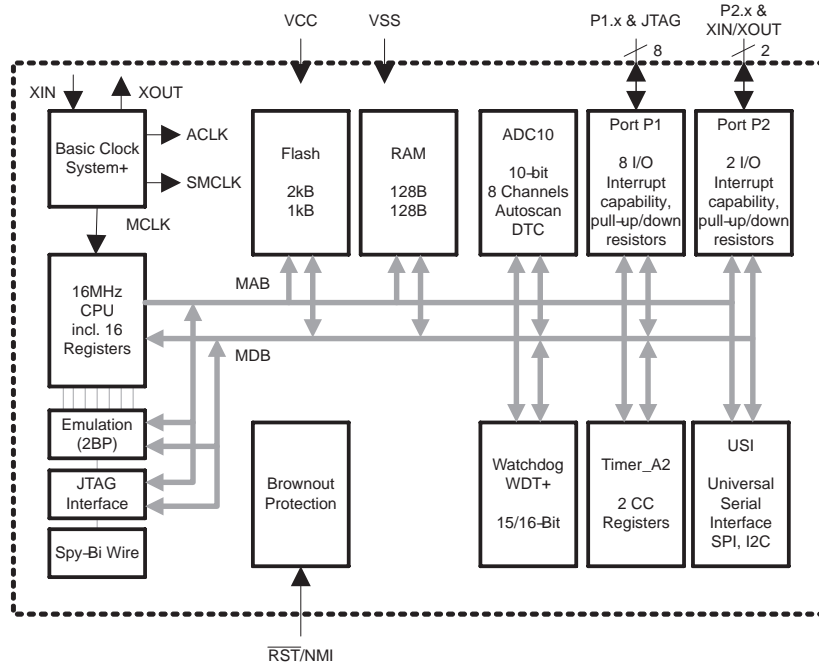 VCC
VSS
P1.x & JTAG
8
P2.x &
XIN/XOUT
2
XIN
XOUT
Basic Clock
System+
ACLK
SMCLK
MCLK
Flash
2kB
1kB
RAM
128B
128B
ADC10
10-bit
8 Channels
Autoscan
DTC
Port P1
8 I/O
Interrupt
capability,
pull-up/down
resistors
Port P2
2 I/O
Interrupt
capability,
pull-up/down
resistors
16MHz
CPU
incl. 16
Registers
MAB
MDB
Emulation
(2BP)
JTAG
Interface
Spy-Bi Wire
Brownout
Protection
Watchdog
WDT+
15/16-Bit
Timer_A2
2 CC
Registers
USI
Universal
Serial
Interface
SPI, I2C
RST/NMI